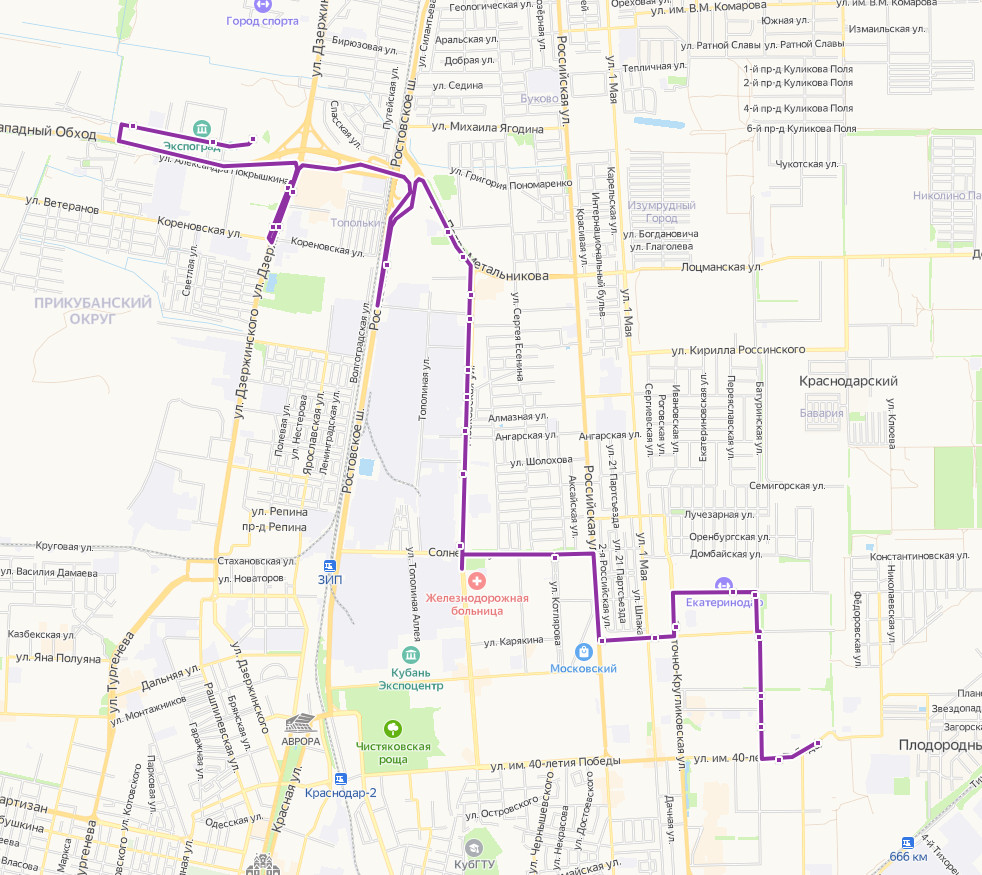 Город спорта
ул. Дзержинского
ул. Силантьева
Геологическая ул.
Ореховая ул.
ул. им. В.М. Комарова
ул. им. В.М. Комарова
Южная ул.
Измаильская ул.
Бирюзовая ул.
Аральская ул.
Добрая ул.
ул. Ратной Славы
ул. Ратной Славы
Российская ул.
ул. 1 Мая
Тепличная ул.
1-й пр-д Куликова Поля
2-й пр-д Куликова Поля
Путейская ул.
Ростовское ш.
ул. Седина
Буково
4-й пр-д Куликова Поля
Спасская ул.
ападный Обход
Экспоград
ул. Михаила Ягодина
6-й пр-д Куликова Поля
ул. Александра Покрышкина
Чукотская ул.
ул. Григория Пономаренко
Карельская ул.
Интернациональный бульв.
Красивая ул.
Николино Па
ул. Ветеранов
Кореновская ул.
Тополька
Изумрудный
Город
ул. Богдановича
ул. Глаголева
Кореновская ул.
Светлая ул.
Метальникова
Лоцманская ул.
ПРИКУБАНСКИЙ
ОКРУГ
ул. Дзержинского
Рос
ул. Сергея Есенина
ул. 1 Мая
Волгоградская ул.
Тополиная ул.
ул. Кирилла Россинского
Краснодарский
Бавария
ул. Клюева
Сергиевская ул.
Роговская ул.
Ивановская ул.
Екатериновская ул.
Переясловская ул.
Батуринская ул.
Полевая ул.
ул. Нестерова
Ярославская ул.
Ленинградская ул.
Ростовское ш.
Алмазная ул.
Ангарская ул.
Ангарская ул.
ул. Шолохова
Аксайская ул.
Российская ул.
ул. 21 Партсъезда
Семигорская ул.
ул. Репина
пр-д Репина
Лучезарная ул.
Оренбургская ул.
Домбайская ул.
ул. 1 Мая
Круговая ул.
Стахановская ул.
ул. Новаторов
ЗИП
Солне
2-я Российская ул.
ул. 21 Партсъезда
ул. Шпака
Константиновская ул.
ул. Василия Дамаева
ул. Тополиная Аллея
Железнодорожная
больница
ул. Котлярова
Екатеринодар
Фёдоровская ул.
Николаевская ул.
Казбекская ул.
ул. Яна Полуяна
ул. Карякина
Кубань
Экспоцентр
Московский
Дальняя ул.
ул. Тургенева
ул. Монтажников
ул. Дзержинского
Рашпилевская ул.
Брянская ул.
Гаражная ул.
АВРОРА
Чистяковская
роща
точно-Кругликовская ул.
Плане
Звездопад
Загорска
Плодородны
ул. им. 40-летия Победы
ул. им. 40-ле
Краснодар-2
Парковая ул.
ул. Котовского
Красная ул.
артизан
бушкина
Одесская ул.
ул. Островского
ул. Чернышевского
ул. Некрасова
Дачная ул.
КубГТУ
666 км
4-й Тихоре
Маркса
Власова
майская ул.